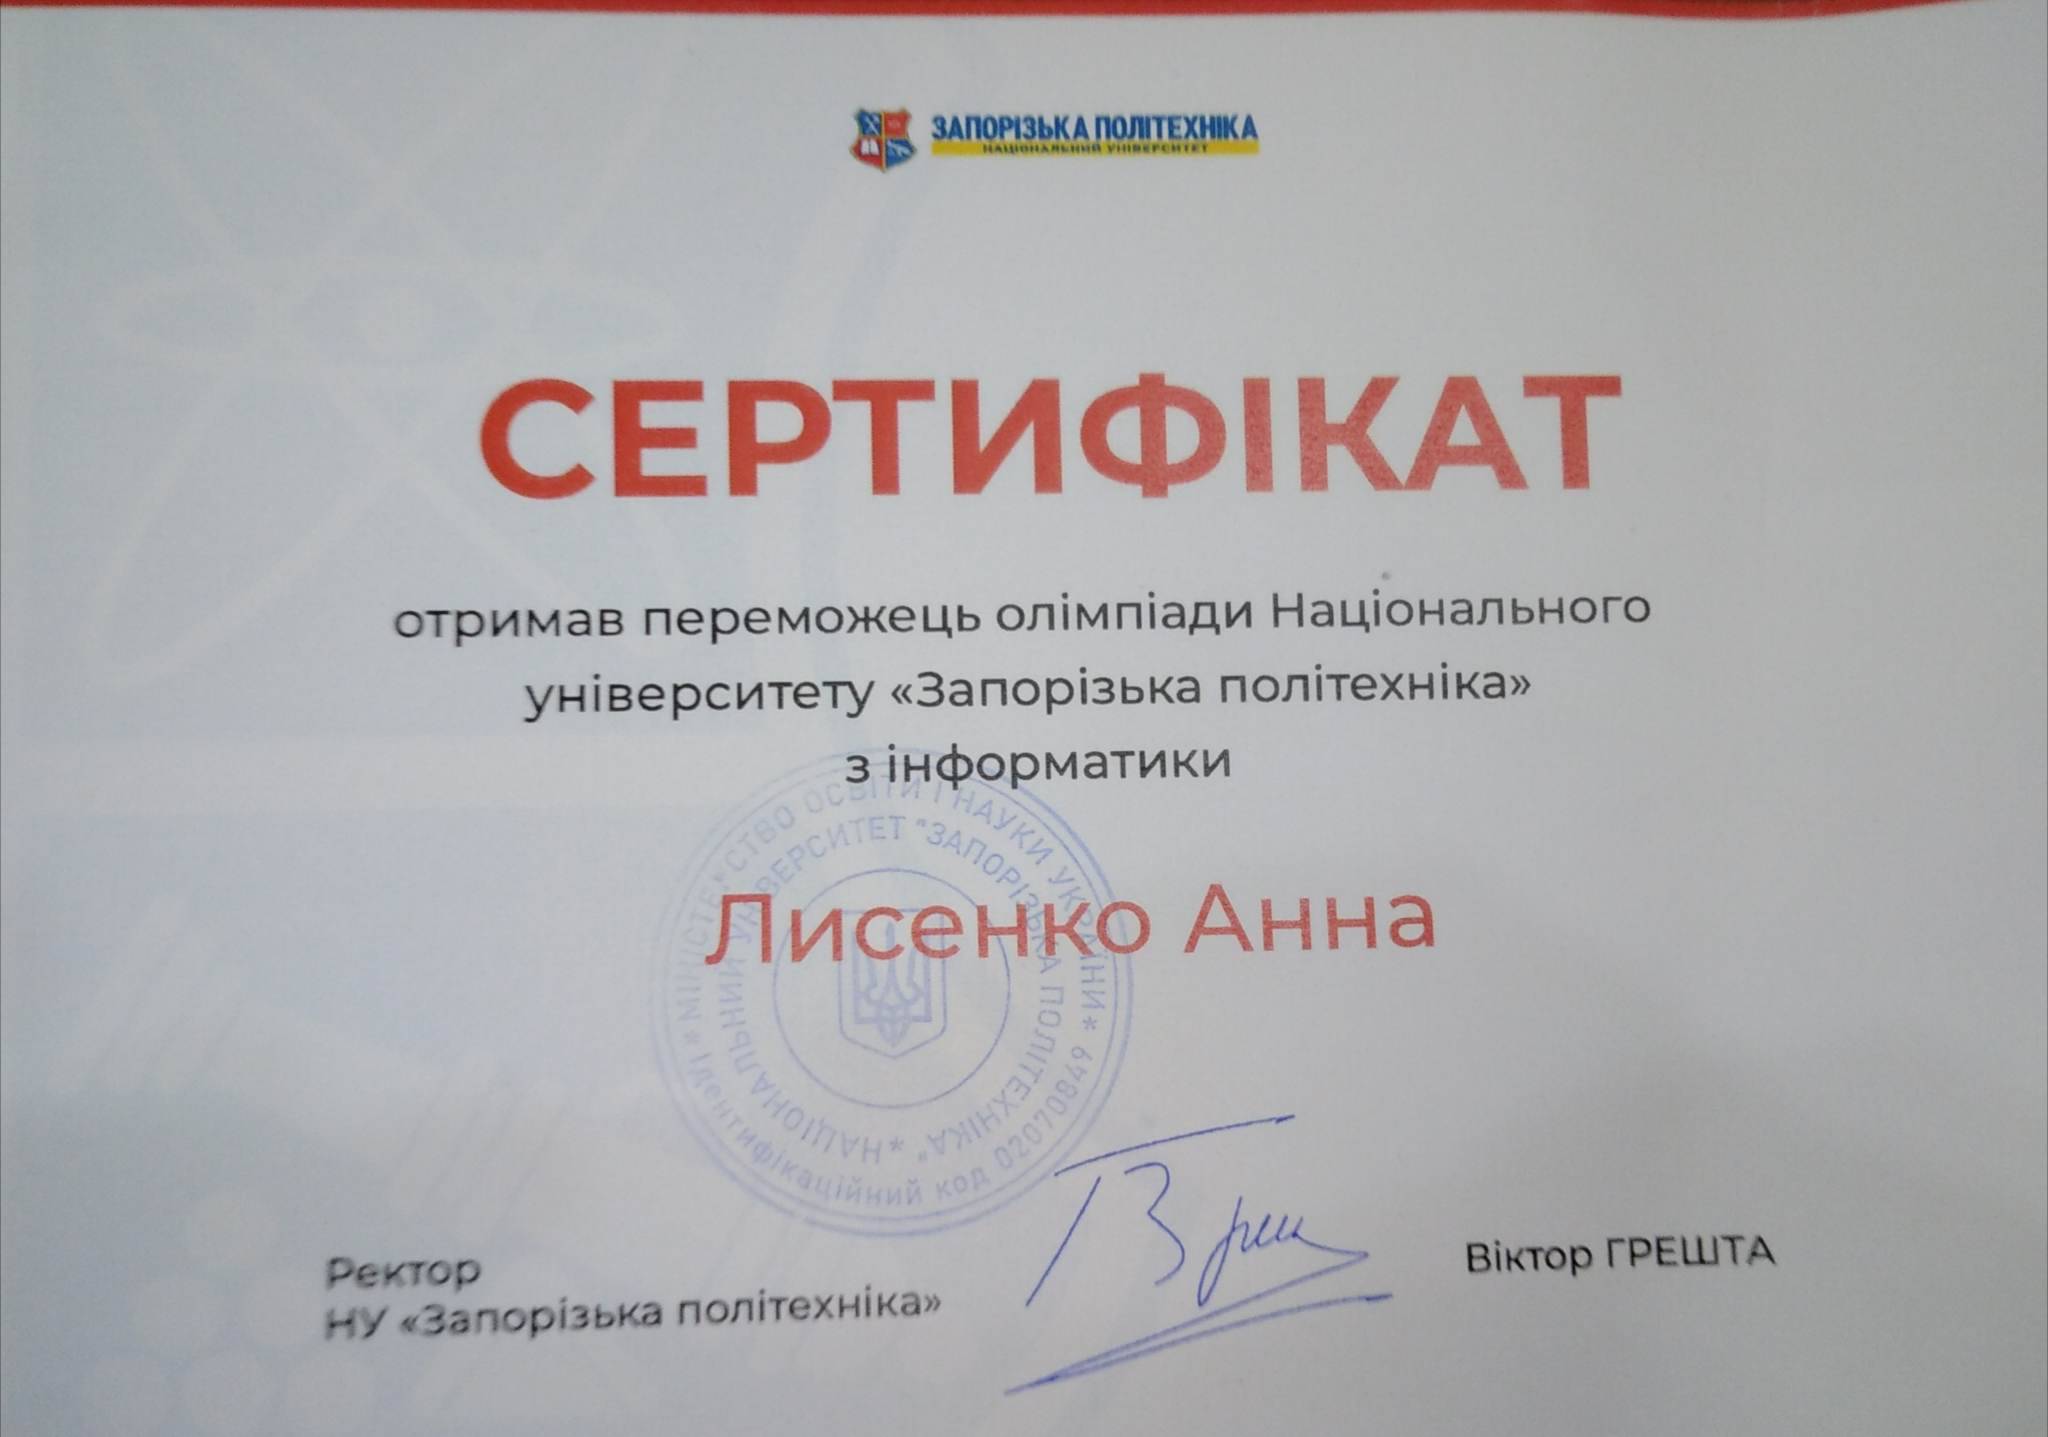 ЗАПОРІЗЬКА ПОЛІТЕХНІКА
НАЦІОНАЛЬНИЙ УНІВЕРСИТЕТ
СЕРТИФІКАТ
отримав переможець олімпіади Національного
університету «Запорізька політехніка»
з інформатики
Лисенко Анна
* МІНІСТЕРСТВО ОСВІТИ І НАУКИ УКРАЇНИ * Ідентифікаційний код 02070849
* НАЦІОНАЛЬНИЙ УНІВЕРСИТЕТ "ЗАПОРІЗЬКА ПОЛІТЕХНІКА"
Ректор
НУ «Запорізька політехніка»
Віктор ГРЕШТА